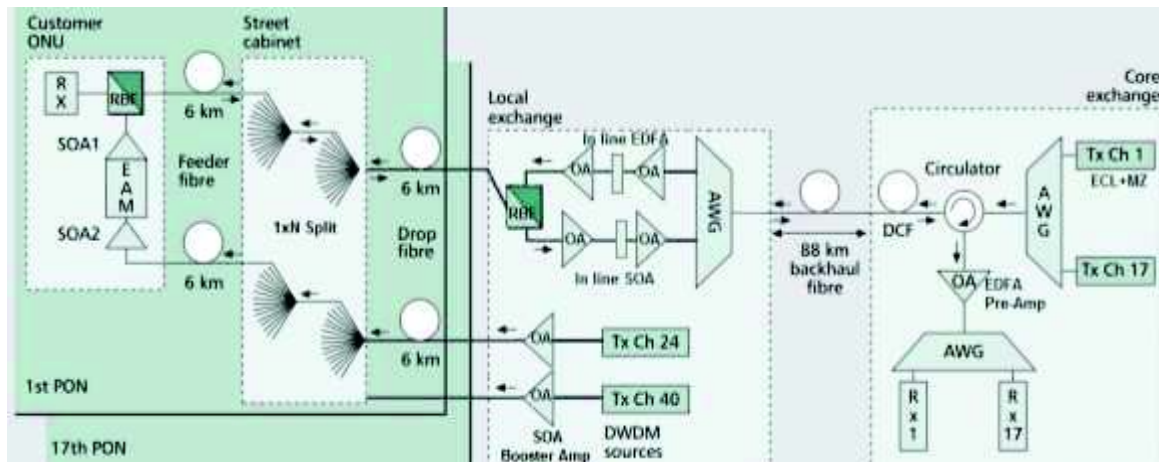 Customer
ONU
R
X
RBF
6 km
SOA1
E
A
M
SOA2
Feeder
fibre
6 km
1st PON
17th PON
Street
cabinet
1xN Split
6 km
Drop
fibre
6 km
Local
exchange
In line EDFA
OA
OA
RBF
OA
OA
In line SOA
AWG
OA
Tx Ch 24
OA
Tx Ch 40
SOA
Booster Amp
DWDM
sources
88 km
backhaul
fibre
DCF
Core
exchange
Circulator
A
W
G
Tx Ch 1
ECL+MZ
Tx Ch 17
OA
EDFA
Pre-Amp
AWG
R
x
1
R
x
17